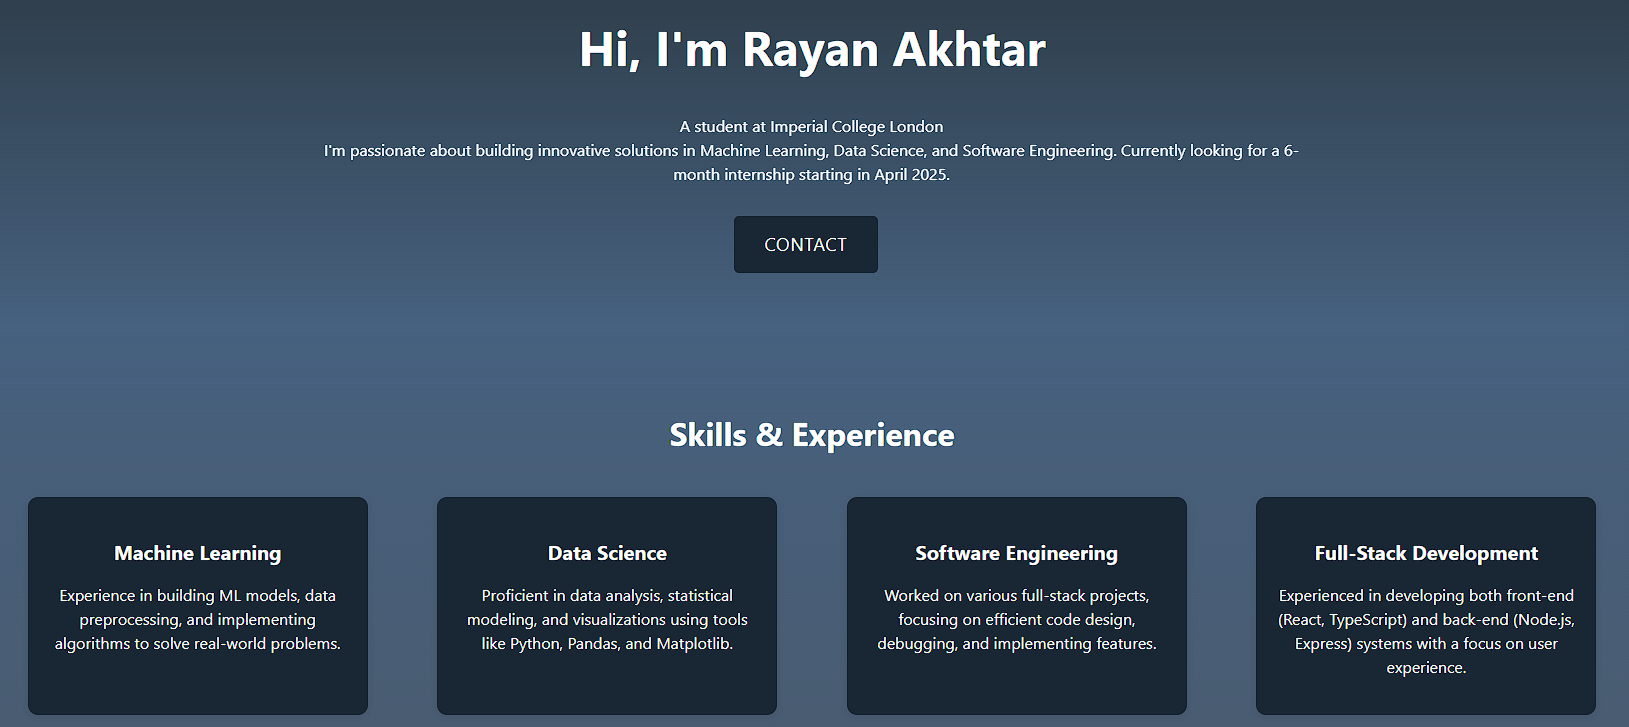 Hi, I'm Rayan Akhtar
A student at Imperial College London
I'm passionate about building innovative solutions in Machine Learning, Data Science, and Software Engineering. Currently looking for a 6-
month internship starting in April 2025.
CONTACT
Skills & Experience
Machine Learning
Experience in building ML models, data
preprocessing, and implementing
algorithms to solve real-world problems.
Data Science
Proficient in data analysis, statistical
modeling, and visualizations using tools
like Python, Pandas, and Matplotlib.
Software Engineering
Worked on various full-stack projects,
focusing on efficient code design,
debugging, and implementing features.
Full-Stack Development
Experienced in developing both front-end
(React, TypeScript) and back-end (Node.js,
Express) systems with a focus on user
experience.